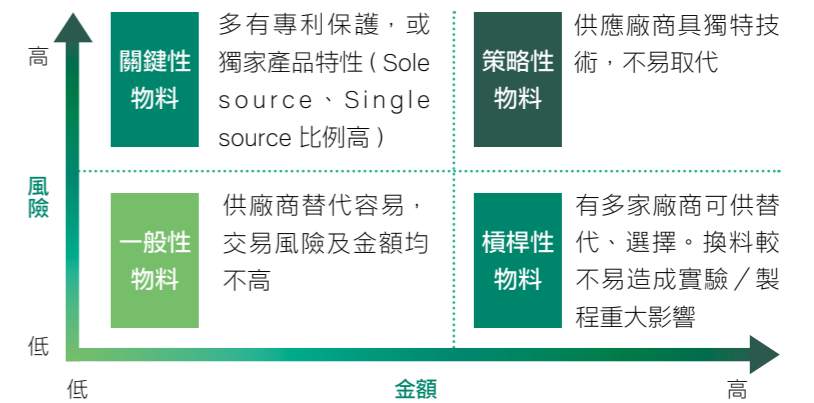 高
關鍵性
物料
多有專利保護，或
獨家產品特性 ( Sole
source、Single
source 比例高 )
策略性
物料
供應廠商具獨特技
術，不易取代
風
險
一般性
物料
供廠商替代容易，
交易風險及金額均
不高
槓桿性
物料
有多家廠商可供替
代、選擇。換料較
不易造成實驗／製
程重大影響
低
低
金額
高